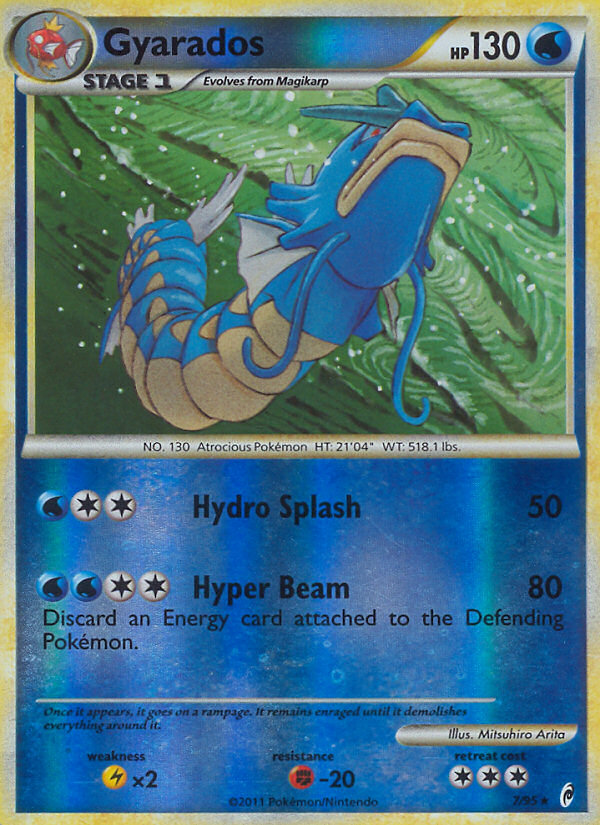 Gyarados
HP130
STAGE 1
Evolves from Magikarp
NO. 130 Atrocious Pokémon HT: 21'04" WT: 518.1 lbs.
Hydro Splash 50
Hyper Beam 80
Discard an Energy card attached to the Defending
Pokémon.
Once it appears, it goes on a rampage. It remains enraged until it demolishes
everything around it.
Illus. Mitsuhiro Arita
weakness resistance retreat cost
×2 -20
©2011 Pokémon/Nintendo 7/95 ★